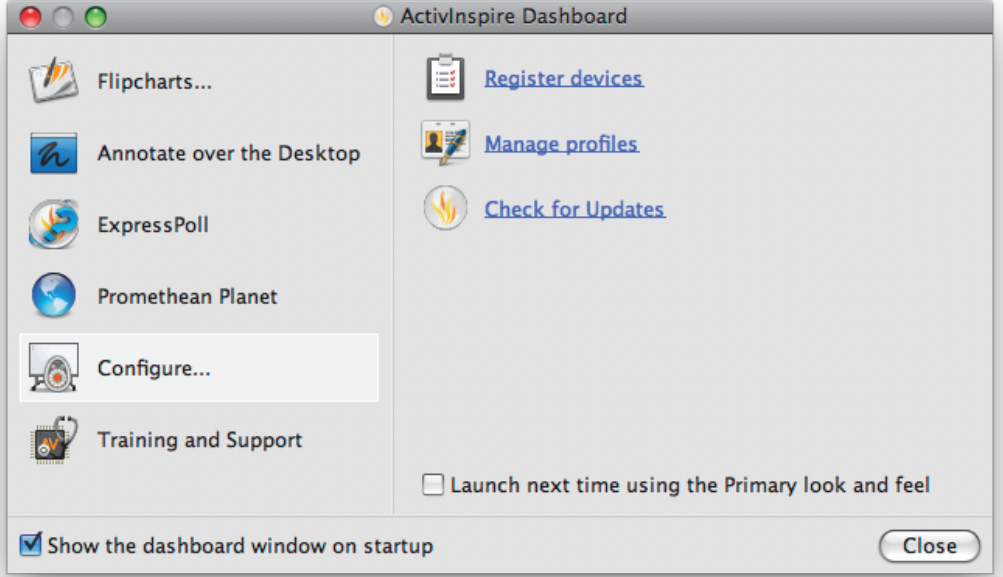 ActivInspire Dashboard
Flipcharts...
Annotate over the Desktop
ExpressPoll
Promethean Planet
Configure...
Training and Support
Register devices
Manage profiles
Check for Updates
Launch next time using the Primary look and feel
Show the dashboard window on startup
Close